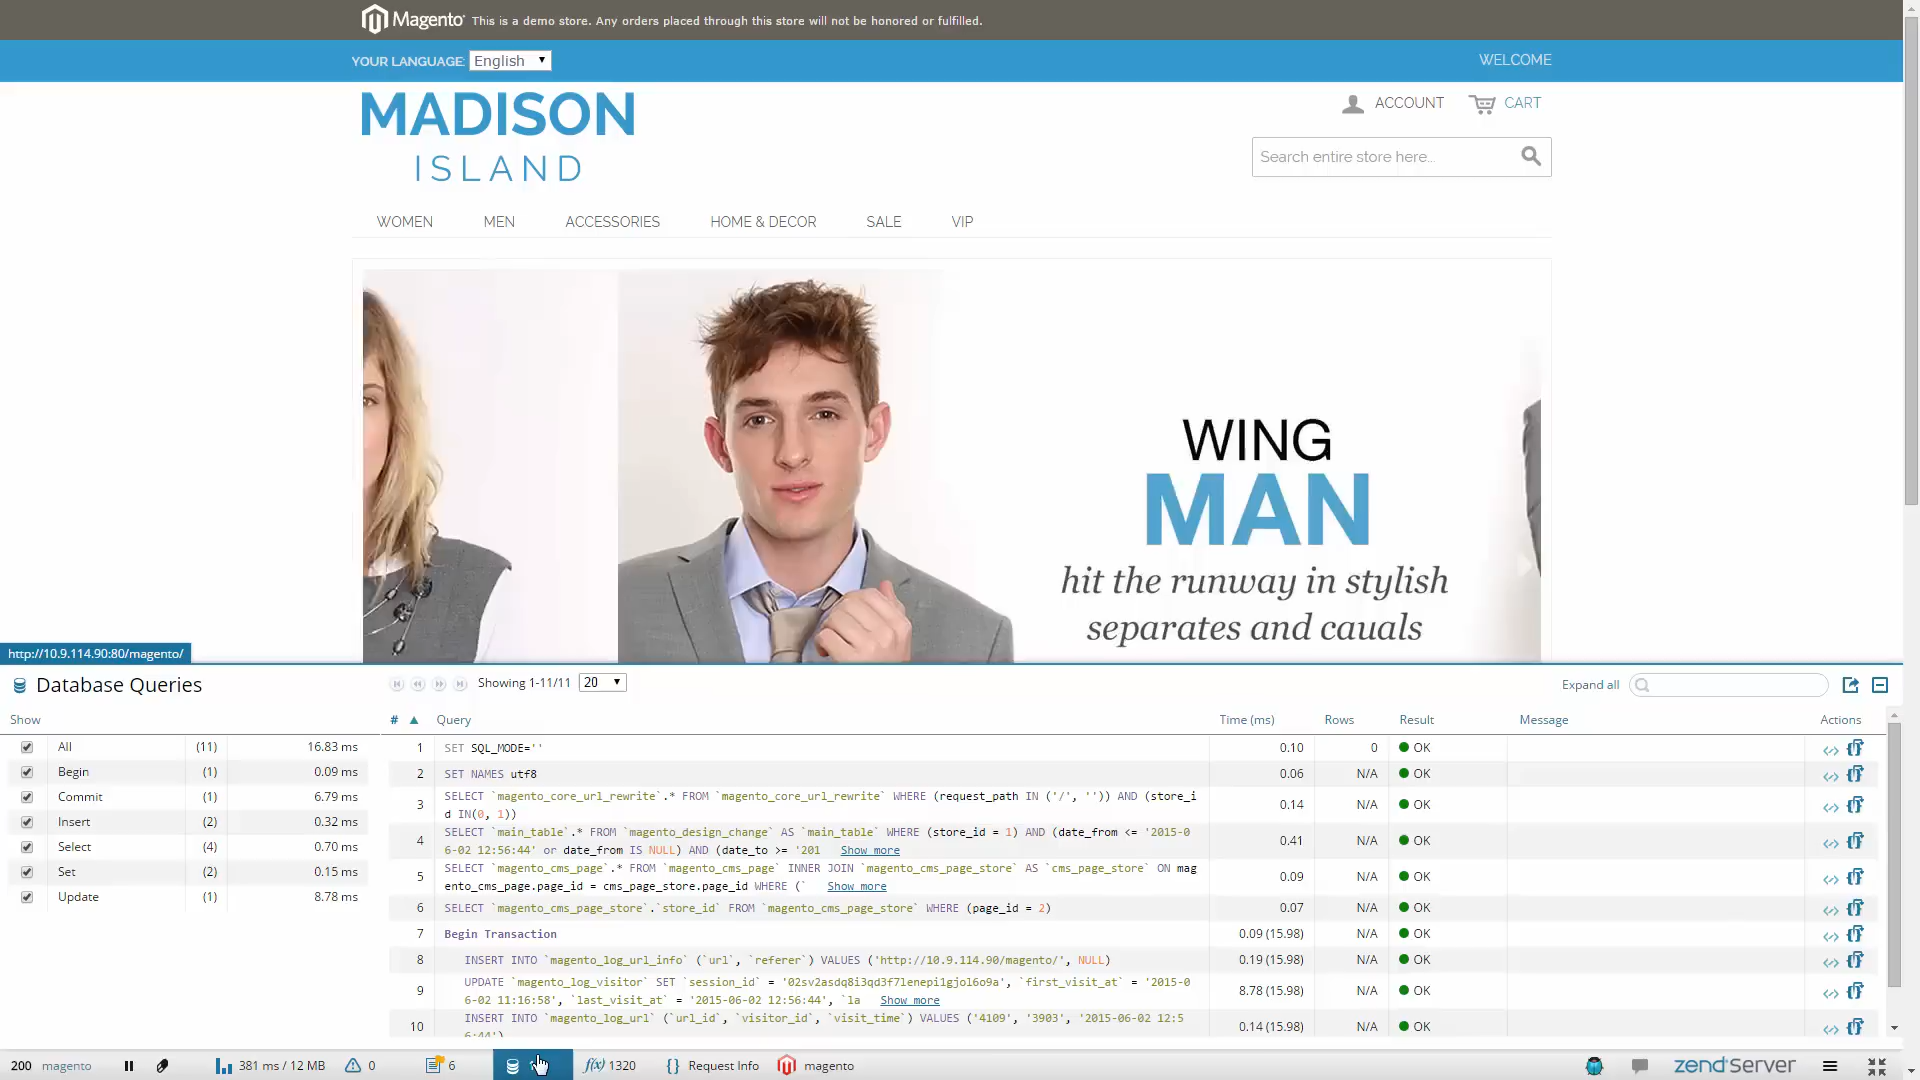 Magento This is a demo store. Any orders placed through this store will not be honored or fulfilled.
YOUR LANGUAGE: English WELCOME
MADISON
ISLAND
ACCOUNT CART
Search entire store here...
WOMEN MEN ACCESSORIES HOME & DECOR SALE VIP
WING
MAN
hit the runway in stylish
separates and cauals
http://10.9.114.90:80/magento/
Database Queries Showing 1-11/11 20 Expand all
Show # Query Time (ms) Rows Result Message Actions
All (11) 16.83 ms
Begin (1) 0.09 ms
Commit (1) 6.79 ms
Insert (2) 0.32 ms
Select (4) 0.70 ms
Set (2) 0.15 ms
Update (1) 8.78 ms
1 SET SQL_MODE='' 0.10 0 OK
2 SET NAMES utf8 0.06 N/A OK
3 SELECT `magento_core_url_rewrite`.* FROM `magento_core_url_rewrite` WHERE (request_path IN ('/', '')) AND (store_i
d IN(0, 1)) 0.14 N/A OK
4 SELECT `main_table`.* FROM `magento_design_change` AS `main_table` WHERE (store_id = 1) AND (date_from <= '2015-0
6-02 12:56:44' or date_from IS NULL) AND (date_to >= '201 Show more 0.41 N/A OK
5 SELECT `magento_cms_page`.* FROM `magento_cms_page` INNER JOIN `magento_cms_page_store` AS `cms_page_store` ON mag
ento_cms_page.page_id = cms_page_store.page_id WHERE (` Show more 0.09 N/A OK
6 SELECT `magento_cms_page_store`.`store_id` FROM `magento_cms_page_store` WHERE (page_id = 2) 0.07 N/A OK
7 Begin Transaction 0.09 (15.98) N/A OK
8 INSERT INTO `magento_log_url_info` (`url`, `referer`) VALUES ('http://10.9.114.90/magento/', NULL) 0.19 (15.98) N/A OK
9 UPDATE `magento_log_visitor` SET `session_id` = '02sv2asdq8i3qd3f7lenepi1gjol6o9a', `first_visit_at` = '2015-0
6-02 11:16:58', `last_visit_at` = '2015-06-02 12:56:44', `la Show more 8.78 (15.98) N/A OK
10 INSERT INTO `magento_log_url` (`url_id`, `visitor_id`, `visit_time`) VALUES ('4109', '3903', '2015-06-02 12:5
6:44') 0.14 (15.98) N/A OK
200 magento 381 ms / 12 MB 0 6 f(x) 1320 {} Request Info magento zendServer